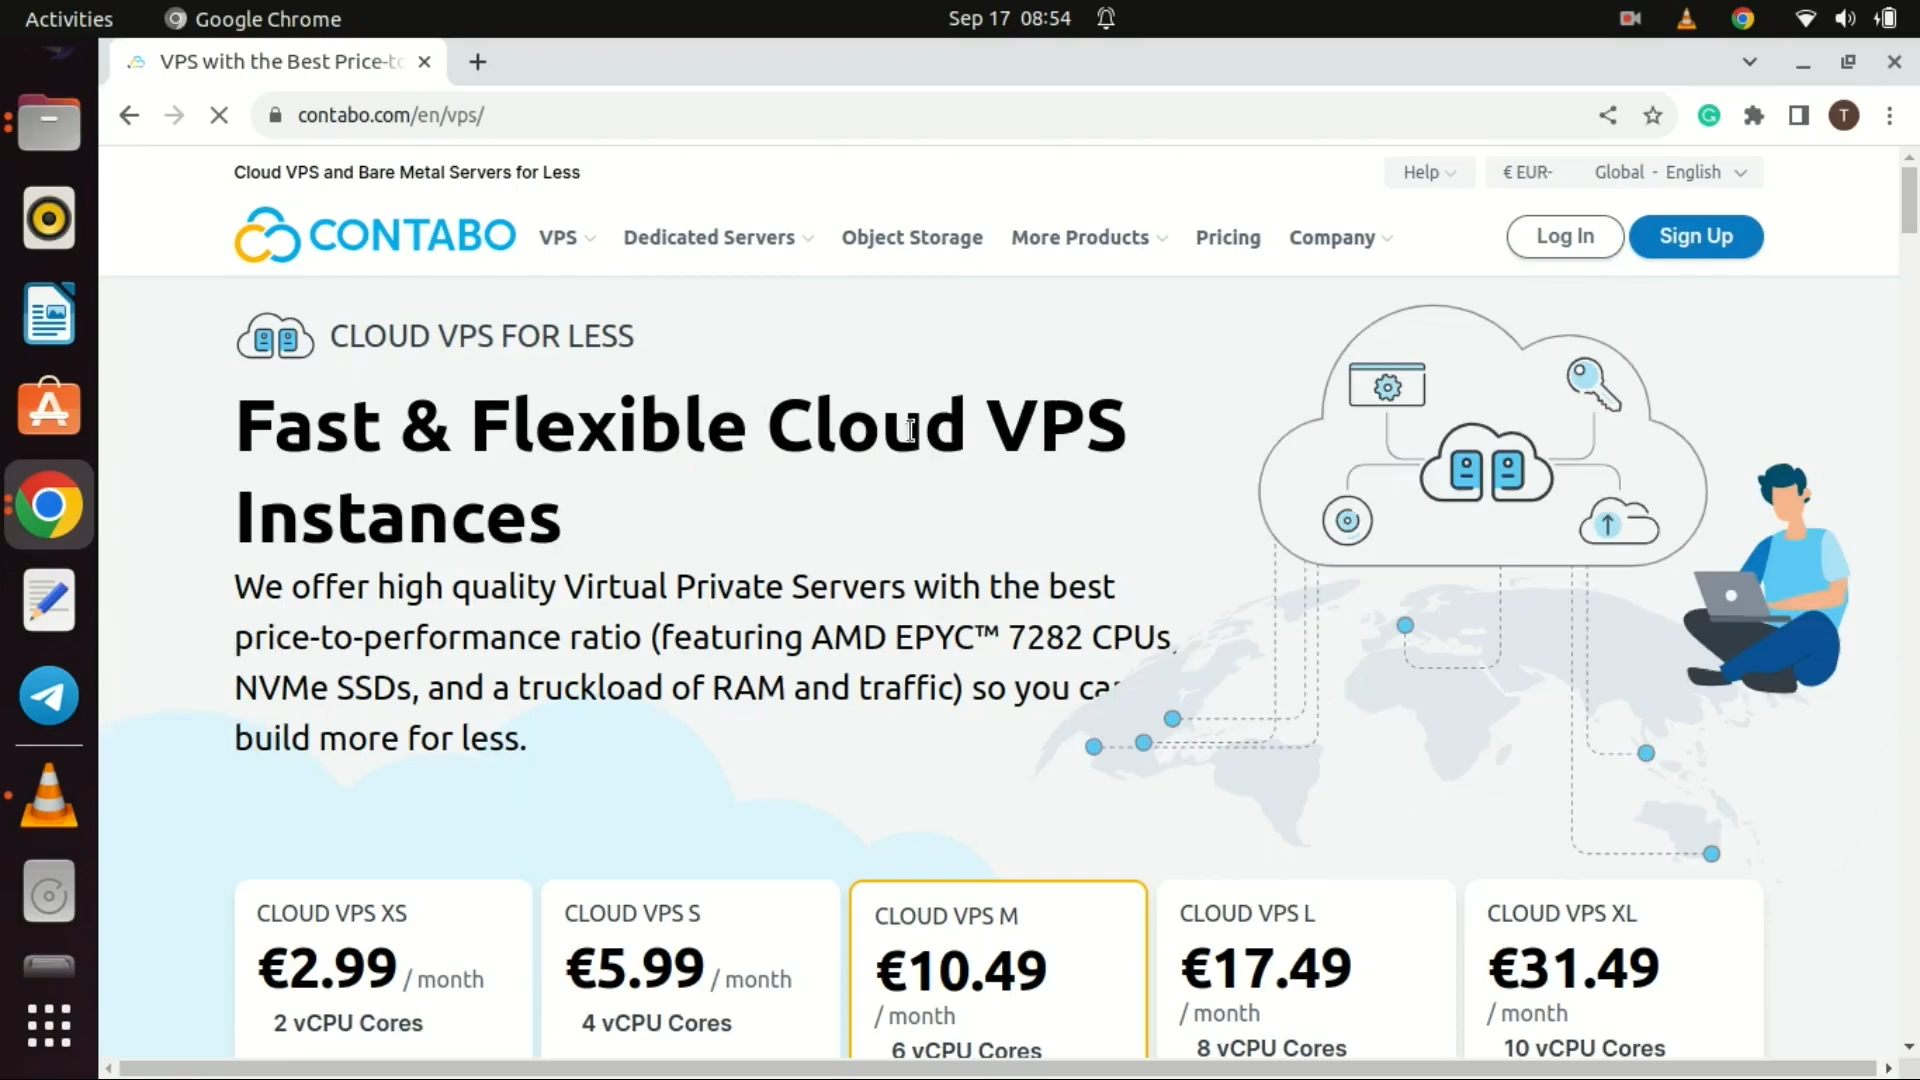 Activities
Google Chrome
Sep 17 08:54
VPS with the Best Price-to
contabo.com/en/vps/
T
Cloud VPS and Bare Metal Servers for Less
Help
€ EUR-
Global - English
CONTABO
VPS
Dedicated Servers
Object Storage
More Products
Pricing
Company
Log In
Sign Up
CLOUD VPS FOR LESS
Fast & Flexible Cloud VPS
Instances
We offer high quality Virtual Private Servers with the best
price-to-performance ratio (featuring AMD EPYC™ 7282 CPUs,
NVMe SSDs, and a truckload of RAM and traffic) so you can
build more for less.
CLOUD VPS XS
€2.99 / month
2 vCPU Cores
CLOUD VPS S
€5.99 / month
4 vCPU Cores
CLOUD VPS M
€10.49
/ month
6 vCPU Cores
CLOUD VPS L
€17.49
/ month
8 vCPU Cores
CLOUD VPS XL
€31.49
/ month
10 vCPU Cores